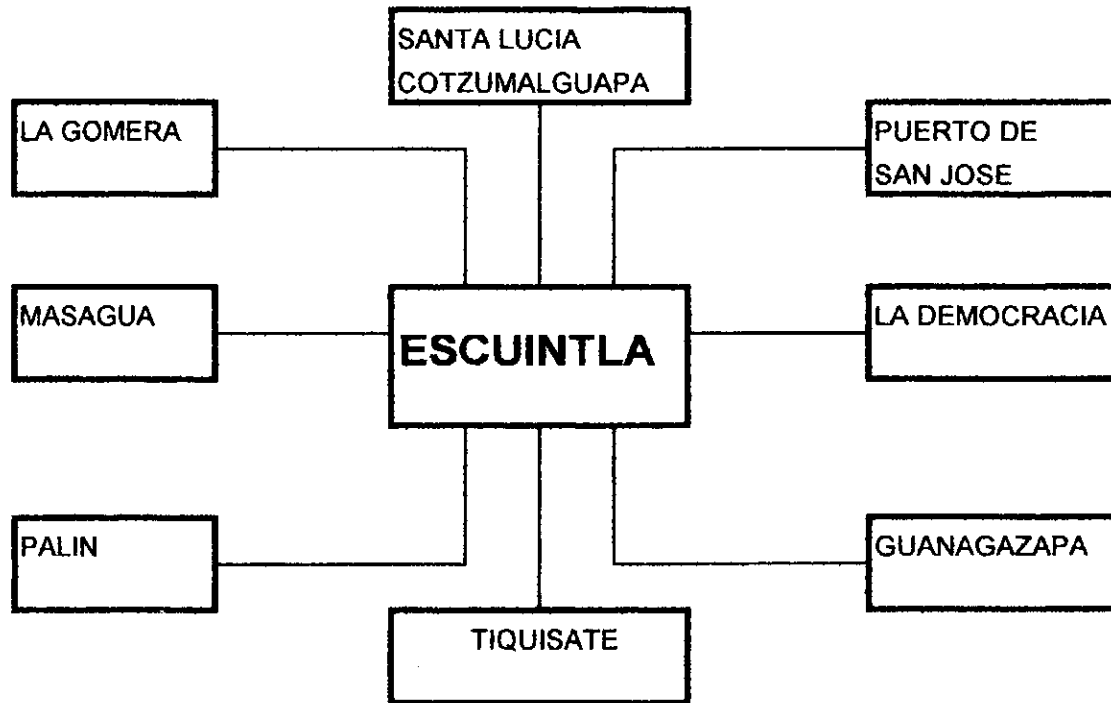 SANTA LUCIA
COTZUMALGUAPA
LA GOMERA
PUERTO DE
SAN JOSE
MASAGUA
ESCUINTLA
LA DEMOCRACIA
PALIN
GUANAGAZAPA
TIQUISATE